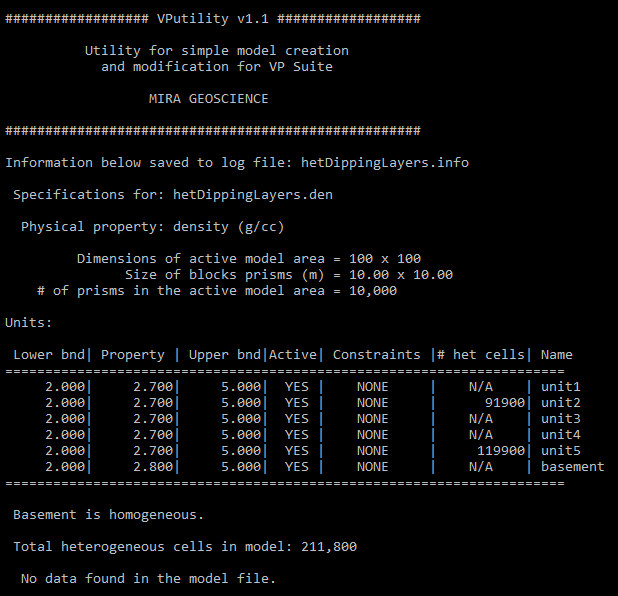 ################## VPutility v1.1 ##################
Utility for simple model creation
and modification for VP Suite
MIRA GEOSCIENCE
####################################################
Information below saved to log file: hetDippingLayers.info
Specifications for: hetDippingLayers.den
Physical property: density (g/cc)
Dimensions of active model area = 100 x 100
Size of blocks prisms (m) = 10.00 x 10.00
# of prisms in the active model area = 10,000
Units:
Lower bnd| Property | Upper bnd|Active| Constraints |# het cells| Name
======================================================================
2.000| 2.700| 5.000| YES | NONE | N/A | unit1
2.000| 2.700| 5.000| YES | NONE | 91900| unit2
2.000| 2.700| 5.000| YES | NONE | N/A | unit3
2.000| 2.700| 5.000| YES | NONE | N/A | unit4
2.000| 2.700| 5.000| YES | NONE | 119900| unit5
2.000| 2.800| 5.000| YES | NONE | N/A | basement
======================================================================
Basement is homogeneous.
Total heterogeneous cells in model: 211,800
No data found in the model file.